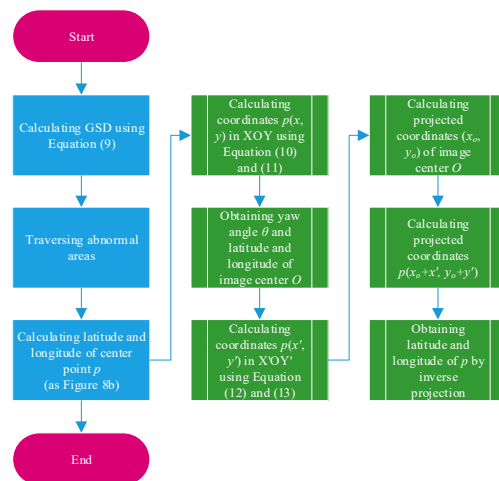 Start
Calculating GSD using
Equation (9)
Traversing abnormal
areas
Calculating latitude and
longitude of center
point p
(as Figure 8b)
End
Calculating
coordinates p(x,
y) in XOY using
Equation (10)
and (11)
Obtaining yaw
angle θ and
latitude and
longitude of
image center O
Calculating
coordinates p(x',
y') in X'OY'
using Equation
(12) and (13)
Calculating
projected
coordinates (xₒ,
yₒ) of image
center O
Calculating
projected
coordinates
p(xₒ+x', yₒ+y')
Obtaining
latitude and
longitude of p by
inverse
projection